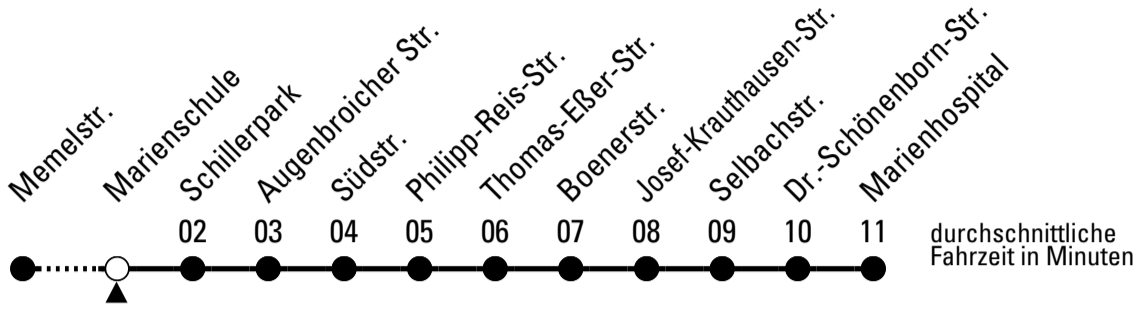 Memelstr.
Marienschule
Schillerpark
Augenbroicher Str.
Südstr.
Philipp-Reis-Str.
Thomas-Eßer-Str.
Boenerstr.
Josef-Krauthausen-Str.
Selbachstr.
Dr.-Schönenborn-Str.
Marienhospital
02 03 04 05 06 07 08 09 10 11
durchschnittliche
Fahrzeit in Minuten